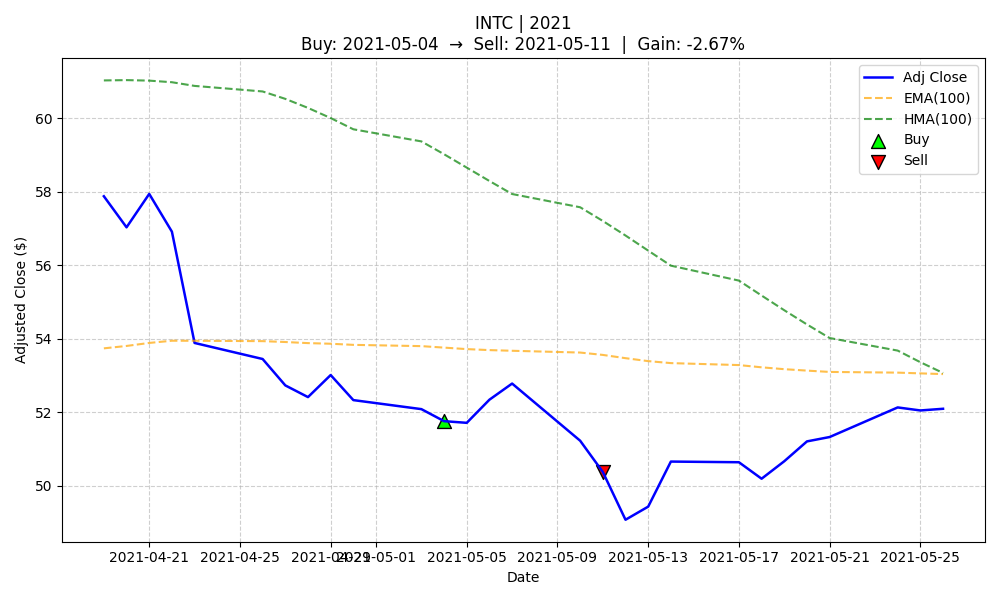 INTC | 2021
Buy: 2021-05-04 → Sell: 2021-05-11 | Gain: -2.67%
Adj Close
EMA(100)
HMA(100)
Buy
Sell
Adjusted Close ($)
60
58
56
54
52
50
2021-04-21 2021-04-25 2021-04-29 2021-05-01 2021-05-05 2021-05-09 2021-05-13 2021-05-17 2021-05-21 2021-05-25
Date